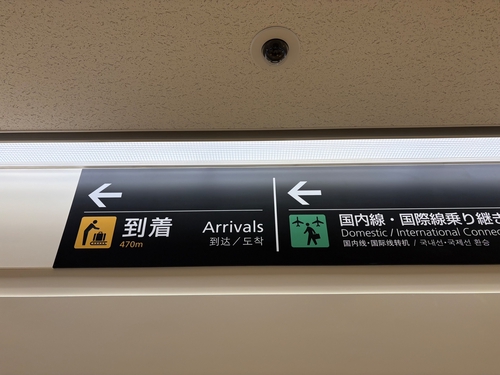 到着
470m
Arrivals
到达／도착
国内線・国際線乗り継ぎ
Domestic / International Connec
国内线・国际线转机 / 국내선・국제선 환승